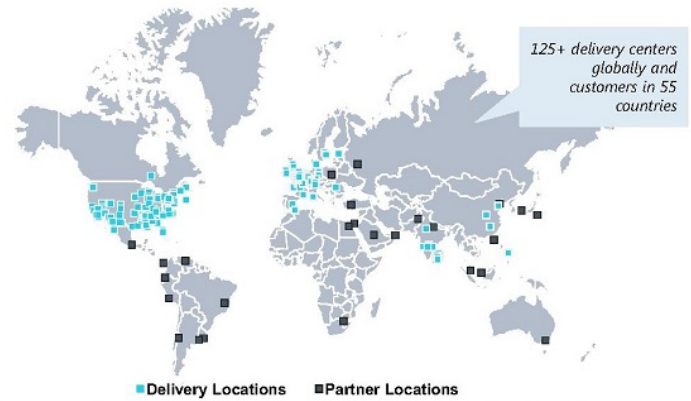 125+ delivery centers
globally and
customers in 55
countries
Delivery Locations
Partner Locations